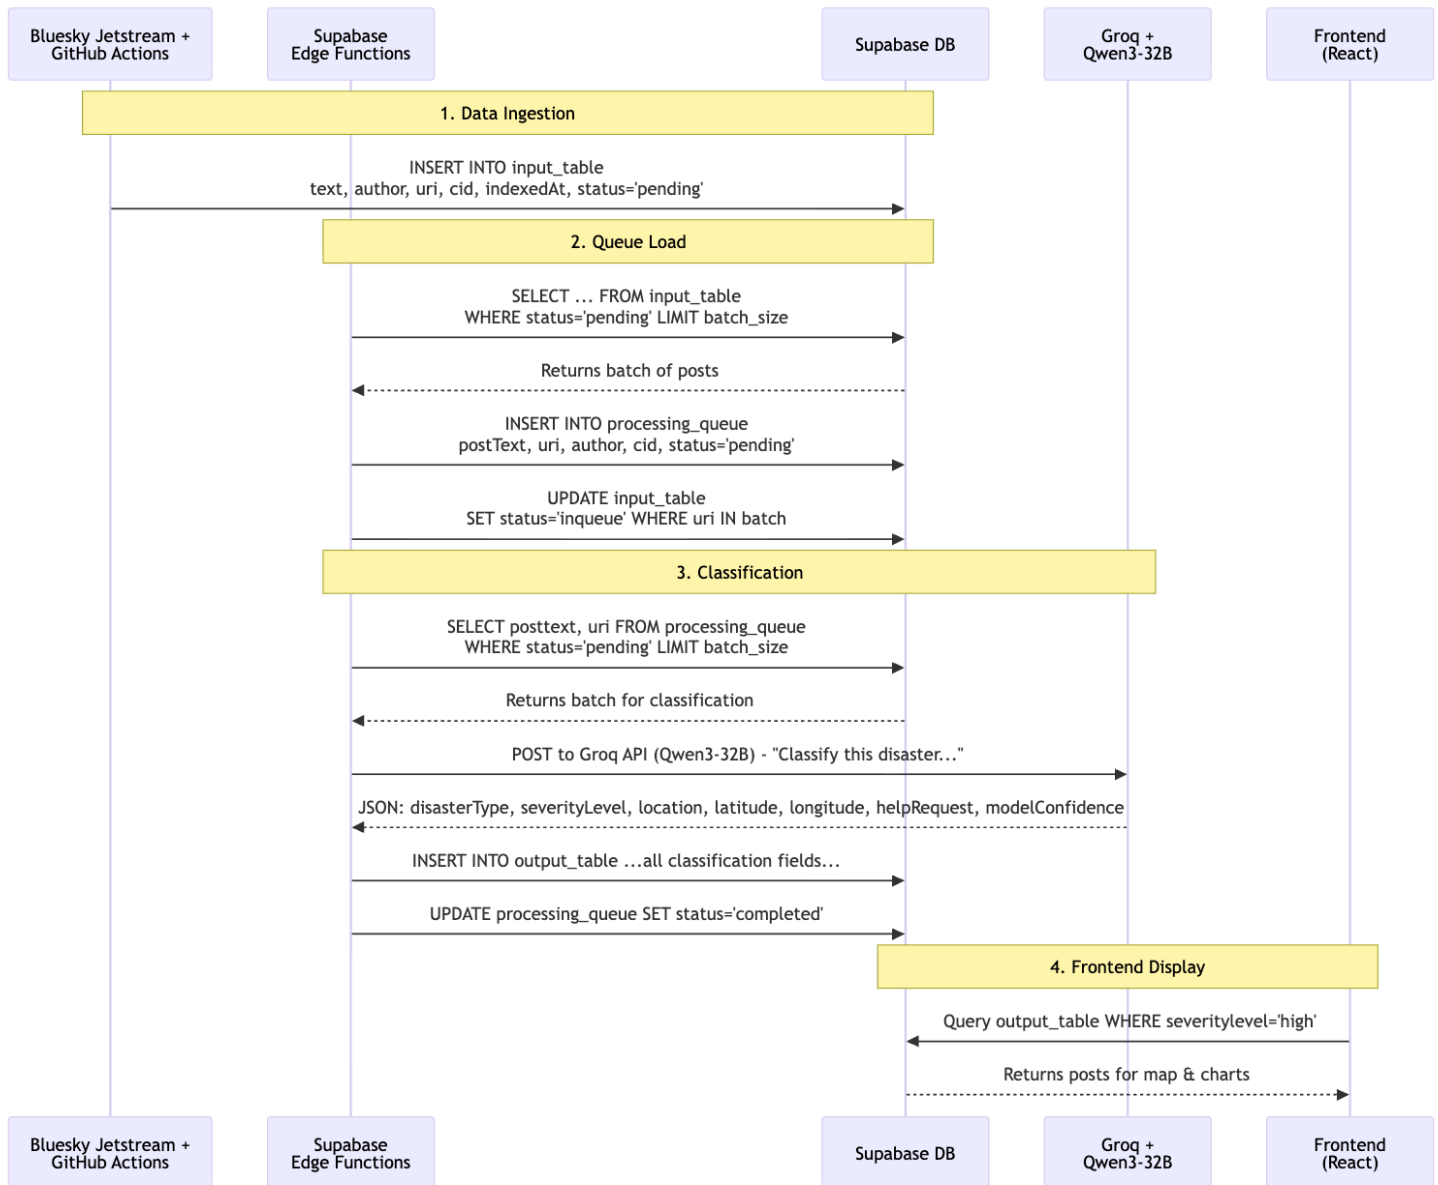 Bluesky Jetstream +
GitHub Actions
Supabase
Edge Functions
Supabase DB
Groq +
Qwen3-32B
Frontend
(React)
1. Data Ingestion
INSERT INTO input_table
text, author, uri, cid, indexedAt, status='pending'
2. Queue Load
SELECT ... FROM input_table
WHERE status='pending' LIMIT batch_size
Returns batch of posts
INSERT INTO processing_queue
postText, uri, author, cid, status='pending'
UPDATE input_table
SET status='inqueue' WHERE uri IN batch
3. Classification
SELECT posttext, uri FROM processing_queue
WHERE status='pending' LIMIT batch_size
Returns batch for classification
POST to Groq API (Qwen3-32B) - "Classify this disaster..."
JSON: disasterType, severityLevel, location, latitude, longitude, helpRequest, modelConfidence
INSERT INTO output_table ...all classification fields...
UPDATE processing_queue SET status='completed'
4. Frontend Display
Query output_table WHERE severitylevel='high'
Returns posts for map & charts
Bluesky Jetstream +
GitHub Actions
Supabase
Edge Functions
Supabase DB
Groq +
Qwen3-32B
Frontend
(React)